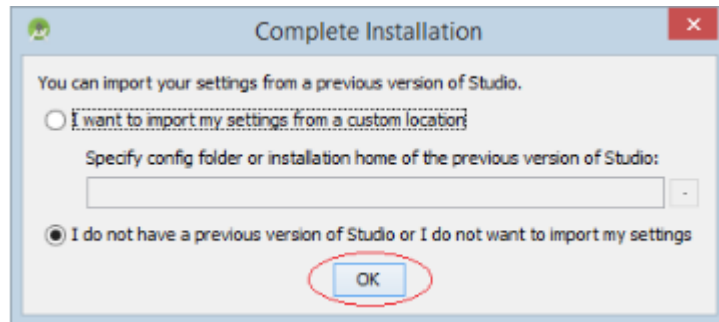 Complete Installation
You can import your settings from a previous version of Studio.
I want to import my settings from a custom location
Specify config folder or installation home of the previous version of Studio:
I do not have a previous version of Studio or I do not want to import my settings
OK